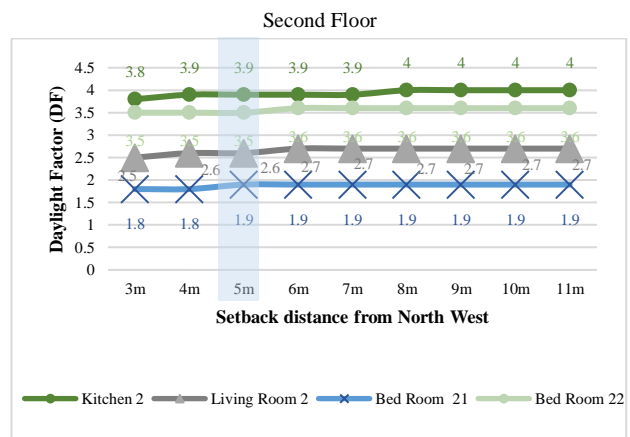 Second Floor
Daylight Factor (DF)
4.5
4
3.5
3
2.5
2
1.5
1
0.5
0
3.8 3.9 3.9 3.9 3.9 4 4 4 4
3.5 3.5 3.5 3.6 3.6 3.6 3.6 3.6 3.6
2.5 2.6 2.6 2.7 2.7 2.7 2.7 2.7 2.7
1.8 1.8 1.9 1.9 1.9 1.9 1.9 1.9 1.9
3m 4m 5m 6m 7m 8m 9m 10m 11m
Setback distance from North West
Kitchen 2 Living Room 2 Bed Room 21 Bed Room 22